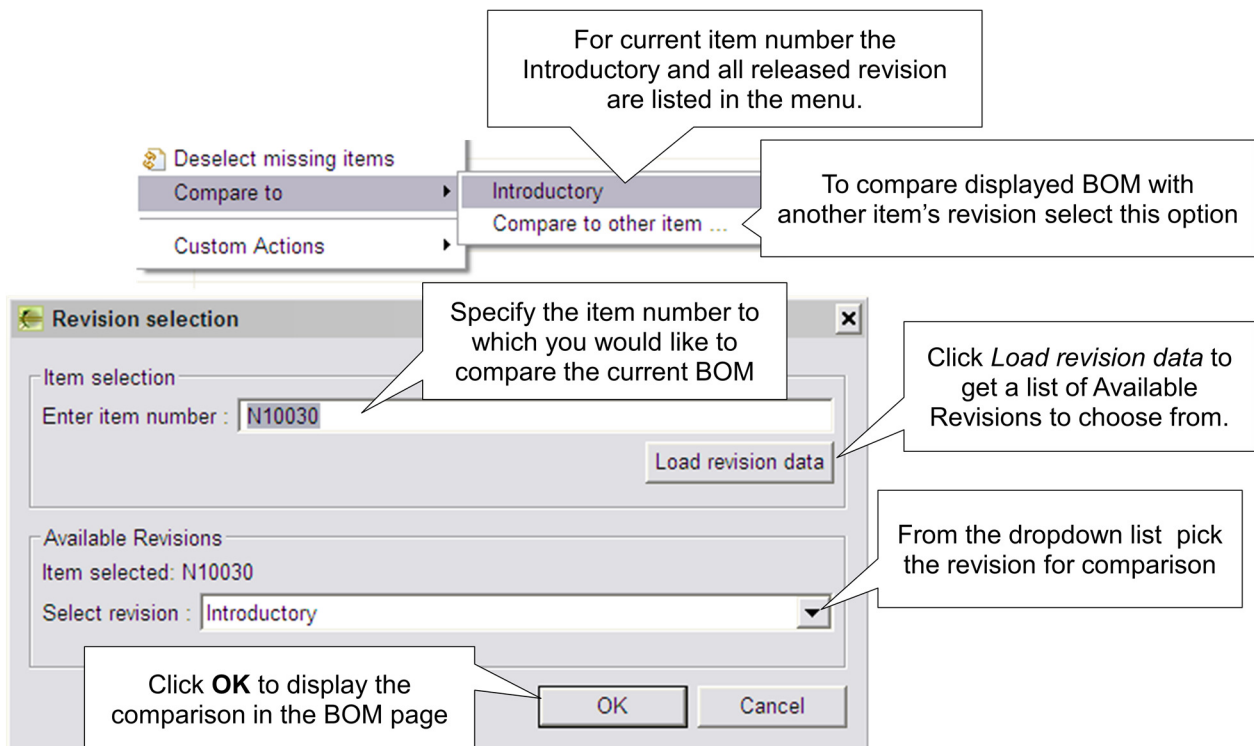 For current item number the
Introductory and all released revision
are listed in the menu.
Deselect missing items
Compare to
Introductory
Compare to other item ...
Custom Actions
To compare displayed BOM with
another item’s revision select this option
Revision selection
Specify the item number to
which you would like to
compare the current BOM
Item selection
Enter item number : N10030
Load revision data
Click Load revision data to
get a list of Available
Revisions to choose from.
Available Revisions
Item selected: N10030
Select revision : Introductory
From the dropdown list pick
the revision for comparison
Click OK to display the
comparison in the BOM page
OK
Cancel